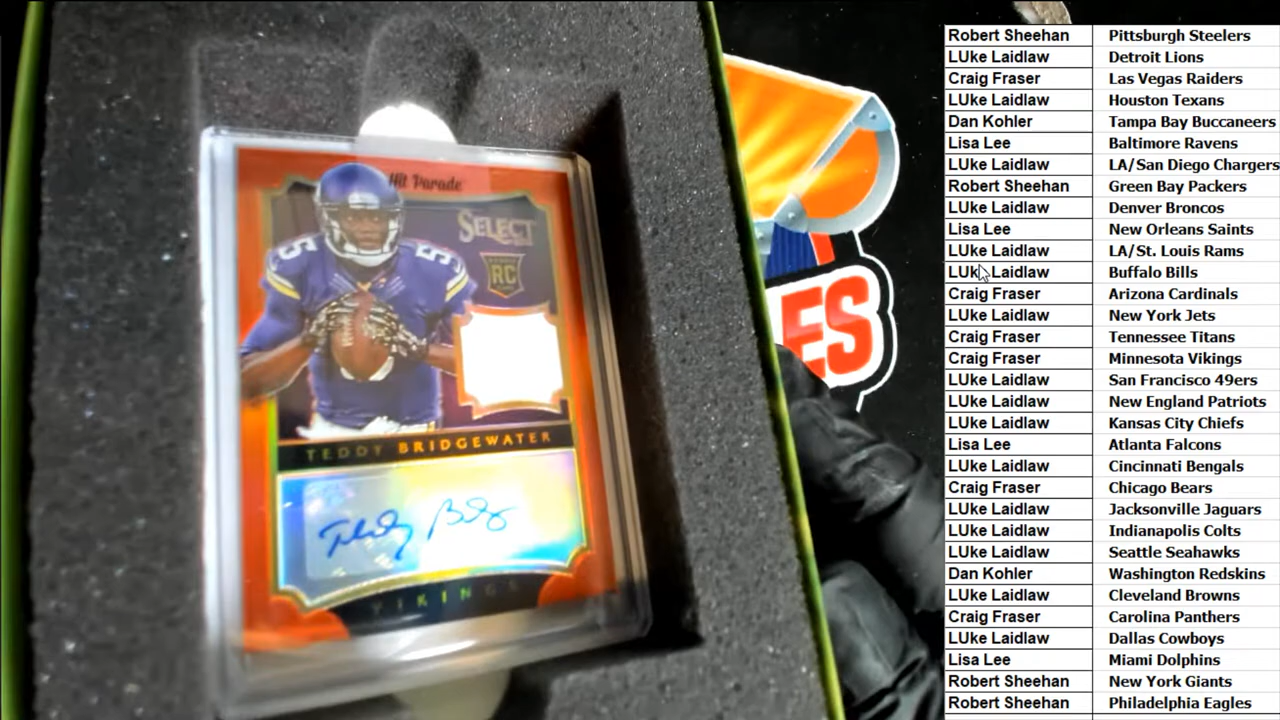 Hit Parade
SELECT
RC
5 5
TEDDY BRIDGEWATER
VIKINGS
ES
Robert Sheehan Pittsburgh Steelers
LUke Laidlaw Detroit Lions
Craig Fraser Las Vegas Raiders
LUke Laidlaw Houston Texans
Dan Kohler Tampa Bay Buccaneers
Lisa Lee Baltimore Ravens
LUke Laidlaw LA/San Diego Chargers
Robert Sheehan Green Bay Packers
LUke Laidlaw Denver Broncos
Lisa Lee New Orleans Saints
LUke Laidlaw LA/St. Louis Rams
LUke Laidlaw Buffalo Bills
Craig Fraser Arizona Cardinals
LUke Laidlaw New York Jets
Craig Fraser Tennessee Titans
Craig Fraser Minnesota Vikings
LUke Laidlaw San Francisco 49ers
LUke Laidlaw New England Patriots
LUke Laidlaw Kansas City Chiefs
Lisa Lee Atlanta Falcons
LUke Laidlaw Cincinnati Bengals
Craig Fraser Chicago Bears
LUke Laidlaw Jacksonville Jaguars
LUke Laidlaw Indianapolis Colts
LUke Laidlaw Seattle Seahawks
Dan Kohler Washington Redskins
LUke Laidlaw Cleveland Browns
Craig Fraser Carolina Panthers
LUke Laidlaw Dallas Cowboys
Lisa Lee Miami Dolphins
Robert Sheehan New York Giants
Robert Sheehan Philadelphia Eagles